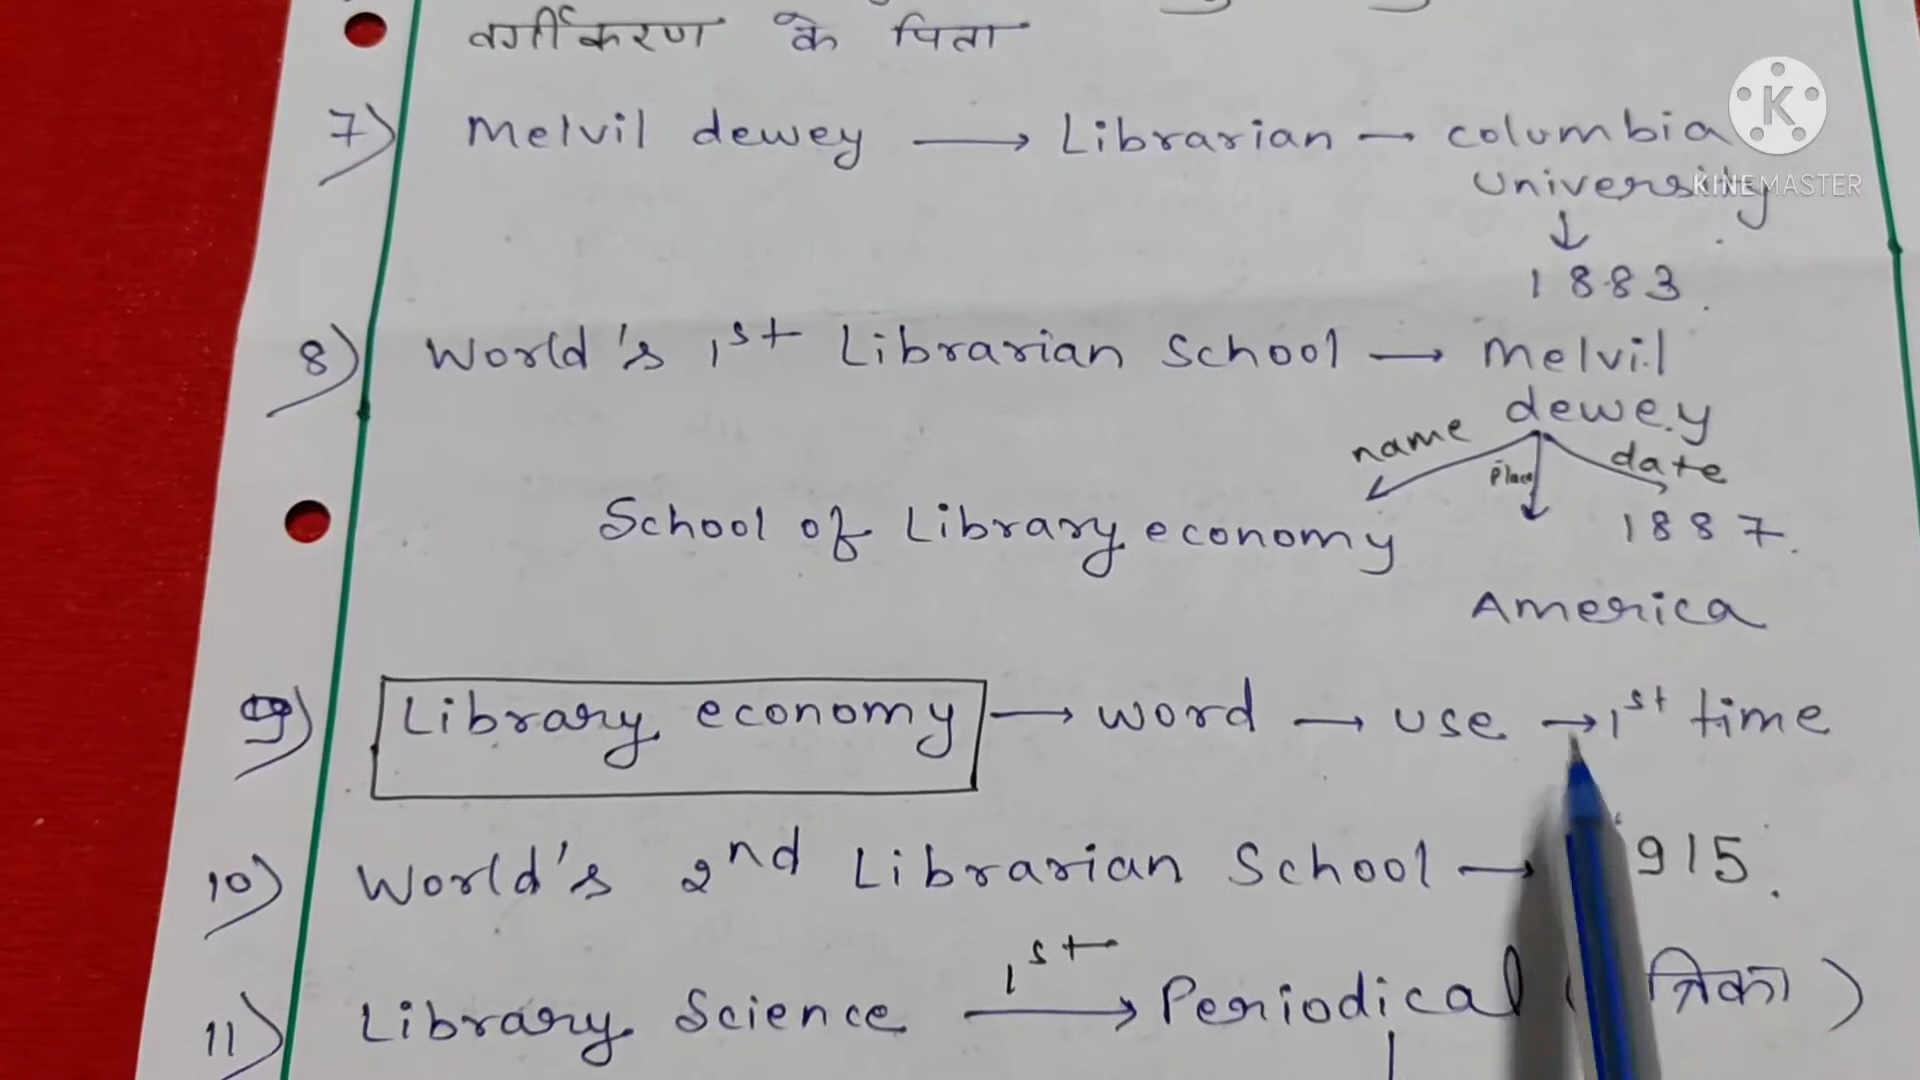 वर्गीकरण के पिता
7) Melvil dewey → Librarian → columbia
University
↓
1883.
8) World's 1st Librarian School → Melvil
dewey
name Place date
School of Library economy 1887.
America
9) Library economy → word → use → 1st time
10) World's 2nd Librarian School → 915.
1st
11) Library Science → Periodical ( त्रिका )
K
KINEMASTER